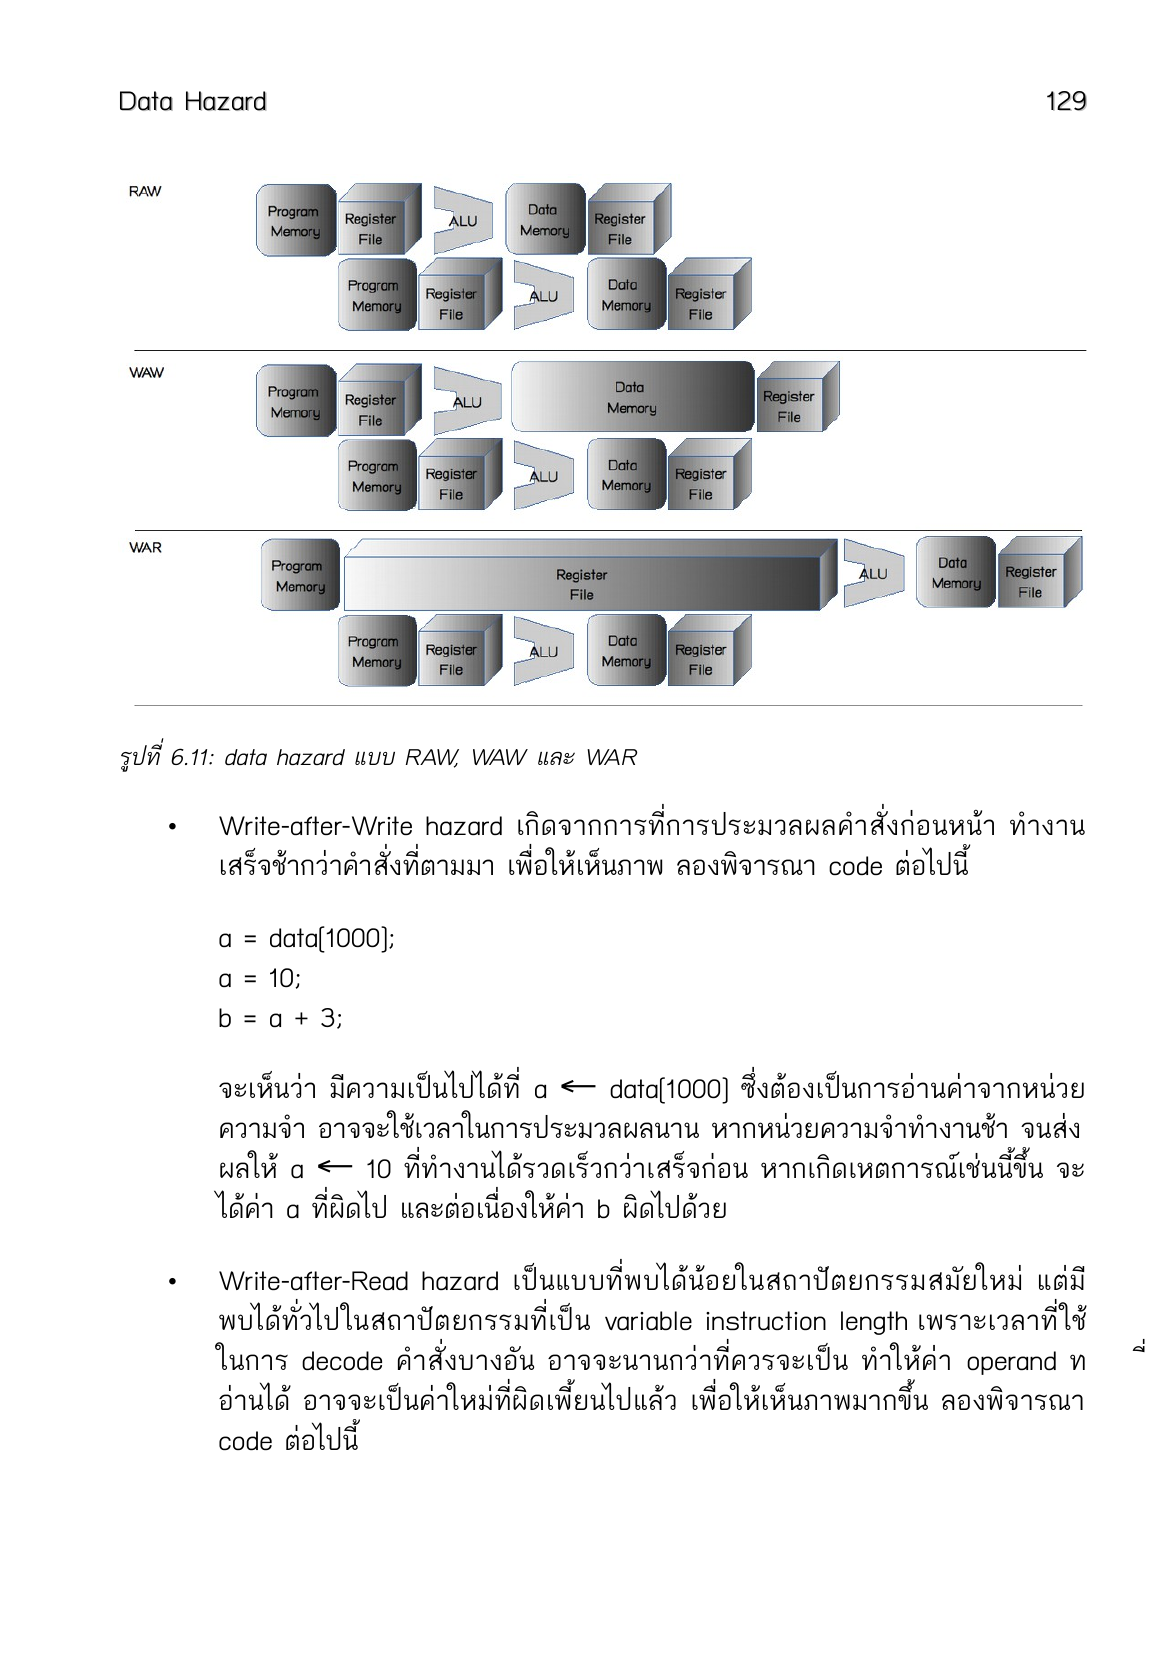 Data Hazard 129
RAW
Program Memory Register File ALU Data Memory Register File
Program Memory Register File ALU Data Memory Register File
WAW
Program Memory Register File ALU Data Memory Register File
Program Memory Register File ALU Data Memory Register File
WAR
Program Memory Register File ALU Data Memory Register File
Program Memory Register File ALU Data Memory Register File
รูปที่ 6.11: data hazard แบบ RAW, WAW และ WAR
• Write-after-Write hazard เกิดจากการที่การประมวลผลคำสั่งก่อนหน้า ทำงาน
เสร็จช้ากว่าคำสั่งที่ตามมา เพื่อให้เห็นภาพ ลองพิจารณา code ต่อไปนี้
a = data[1000];
a = 10;
b = a + 3;
จะเห็นว่า มีความเป็นไปได้ที่ a ← data[1000] ซึ่งต้องเป็นการอ่านค่าจากหน่วย
ความจำ อาจจะใช้เวลาในการประมวลผลนาน หากหน่วยความจำทำงานช้า จนส่ง
ผลให้ a ← 10 ที่ทำงานได้รวดเร็วกว่าเสร็จก่อน หากเกิดเหตุการณ์เช่นนี้ขึ้น จะ
ได้ค่า a ที่ผิดไป และต่อเนื่องให้ค่า b ผิดไปด้วย
• Write-after-Read hazard เป็นแบบที่พบได้น้อยในสถาปัตยกรรมสมัยใหม่ แต่มี
พบได้ทั่วไปในสถาปัตยกรรมที่เป็น variable instruction length เพราะเวลาที่ใช้
ในการ decode คำสั่งบางอัน อาจจะนานกว่าที่ควรจะเป็น ทำให้ค่า operand ที่
อ่านได้ อาจจะเป็นค่าใหม่ที่ผิดเพี้ยนไปแล้ว เพื่อให้เห็นภาพมากขึ้น ลองพิจารณา
code ต่อไปนี้